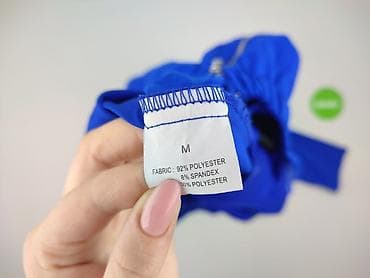 M
FABRIC: 92% POLYESTER
8% SPANDEX
% POLYESTER